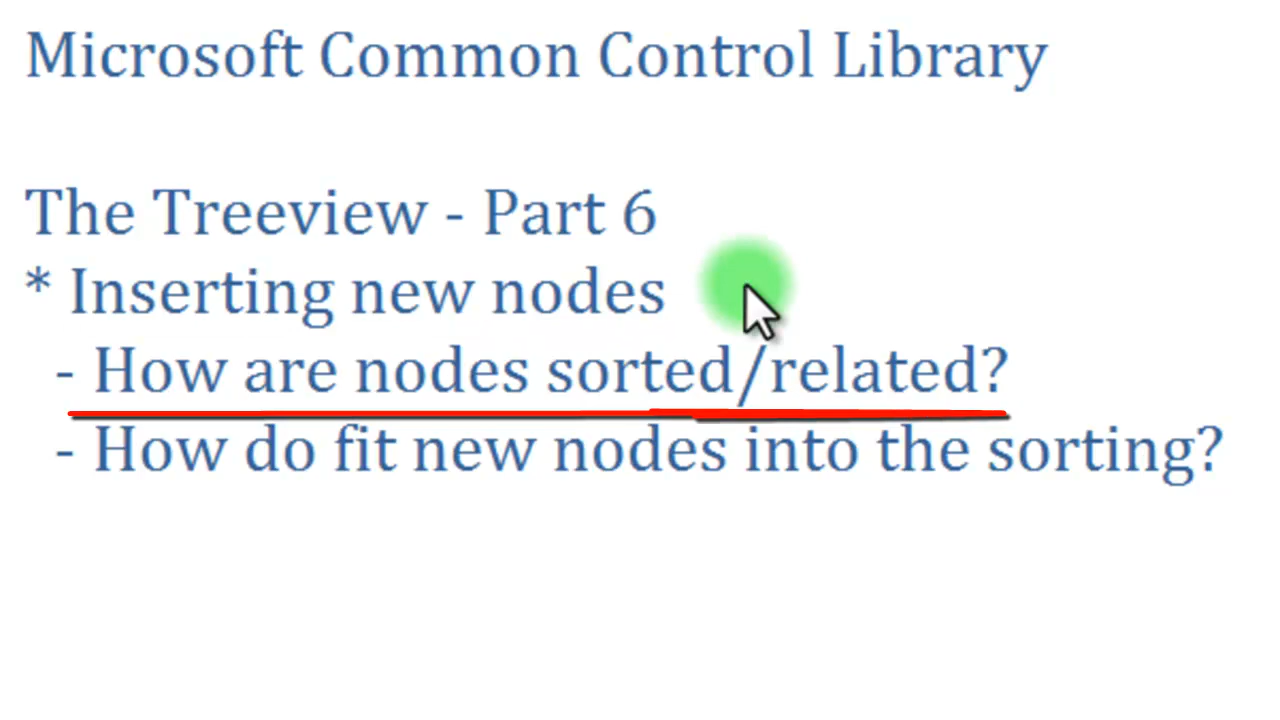 Microsoft Common Control Library
The Treeview - Part 6
* Inserting new nodes
- How are nodes sorted/related?
- How do fit new nodes into the sorting?